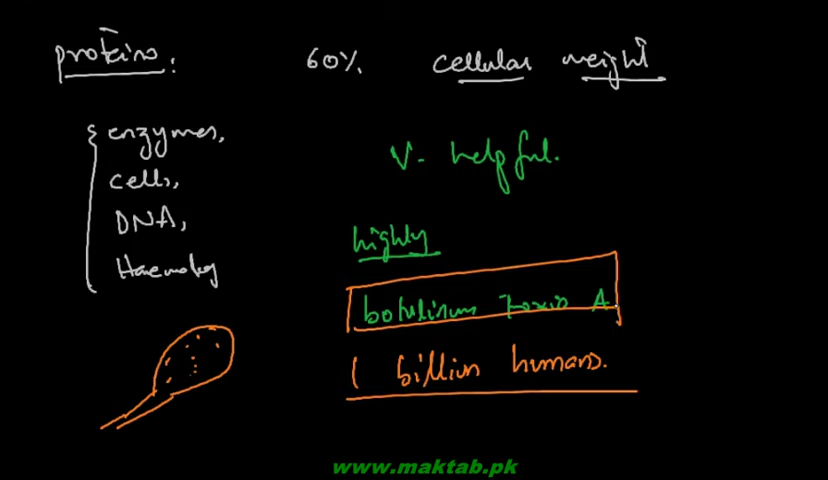 proteins: 60% cellular weight
enzymes,
cells,
DNA,
V. helpful.
highly
botulinum Toxin A
1 billion humans.
www.maktab.pk